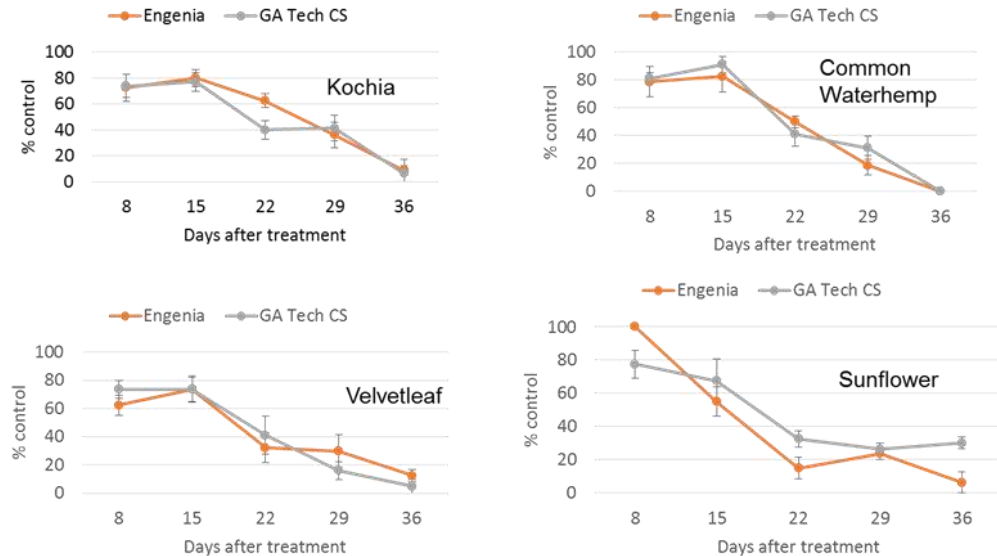 Engenia GA Tech CS
100
80
60
40
20
0
% control
Kochia
8 15 22 29 36
Days after treatment
Engenia GA Tech CS
100
80
60
40
20
0
% control
Common
Waterhemp
8 15 22 29 36
Days after treatment
Engenia GA Tech CS
100
80
60
40
20
0
% control
Velvetleaf
8 15 22 29 36
Days after treatment
Engenia GA Tech CS
100
80
60
40
20
0
% control
Sunflower
8 15 22 29 36
Days after treatment